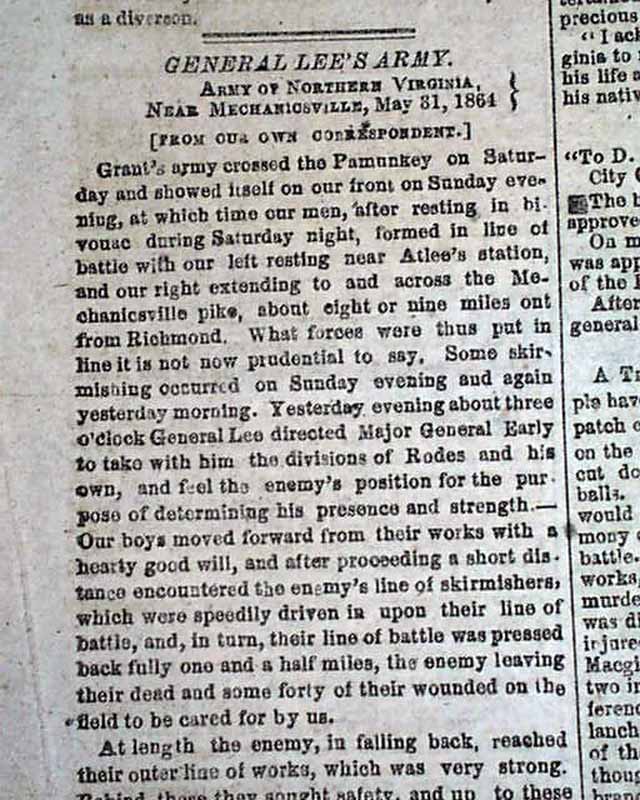 as a diverson.
GENERAL LEE'S ARMY.
ARMY OF NORTHERN VIRGINIA,
NEAR MECHANICSVILLE, May 31, 1864
[FROM OUR OWN CORRESPONDENT.]
Grant's army crossed the Pamunkey on Satur-
day and showed itself on our front on Sunday eve-
ning, at which time our men, after resting in bi-
vouac during Saturday night, formed in line of
battle with our left resting near Atlee's station,
and our right extending to and across the Me-
chanicsville pike, about eight or nine miles ont
from Richmond. What forces were thus put in
line it is not now prudential to say. Some skir-
mishing occurred on Sunday evening and again
yesterday morning. Yesterday evening about three
o'clock General Lee directed Major General Early
to take with him the divisions of Rodes and his
own, and feel the enemy's position for the pur-
pose of determining his presence and strength.—
Our boys moved forward from their works with a
hearty good will, and after proceeding a short dis-
tance encountered the enemy's line of skirmishers,
which were speedily driven in upon their line of
battle, and, in turn, their line of battle was pressed
back fully one and a half miles, the enemy leaving
their dead and some forty of their wounded on the
field to be cared for by us.
At length the enemy, in falling back, reached
their outer line of works, which was very strong.
Behind these they sought safety, and up to these
precious
"I
ginia to
his life
his
"To D.
City
The
approve
On
was
of the
After
general
A
ple
patch
on the
cut
balls.
would
mony
battle.
works,
murde
was
injure
Macgi
two
ferenc
lanch
of th
thous